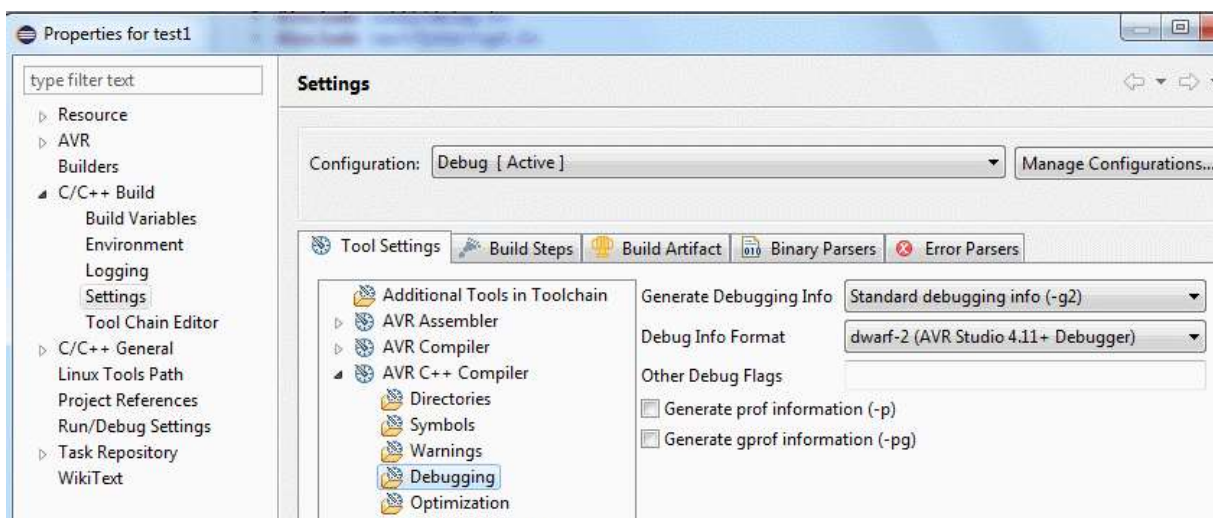 Properties for test1
type filter text
Resource
AVR
Builders
C/C++ Build
Build Variables
Environment
Logging
Settings
Tool Chain Editor
C/C++ General
Linux Tools Path
Project References
Run/Debug Settings
Task Repository
WikiText
Settings
Configuration: Debug [ Active ] Manage Configurations...
Tool Settings Build Steps Build Artifact Binary Parsers Error Parsers
Additional Tools in Toolchain
AVR Assembler
AVR Compiler
AVR C++ Compiler
Directories
Symbols
Warnings
Debugging
Optimization
Generate Debugging Info Standard debugging info (-g2)
Debug Info Format dwarf-2 (AVR Studio 4.11+ Debugger)
Other Debug Flags
Generate prof information (-p)
Generate gprof information (-pg)